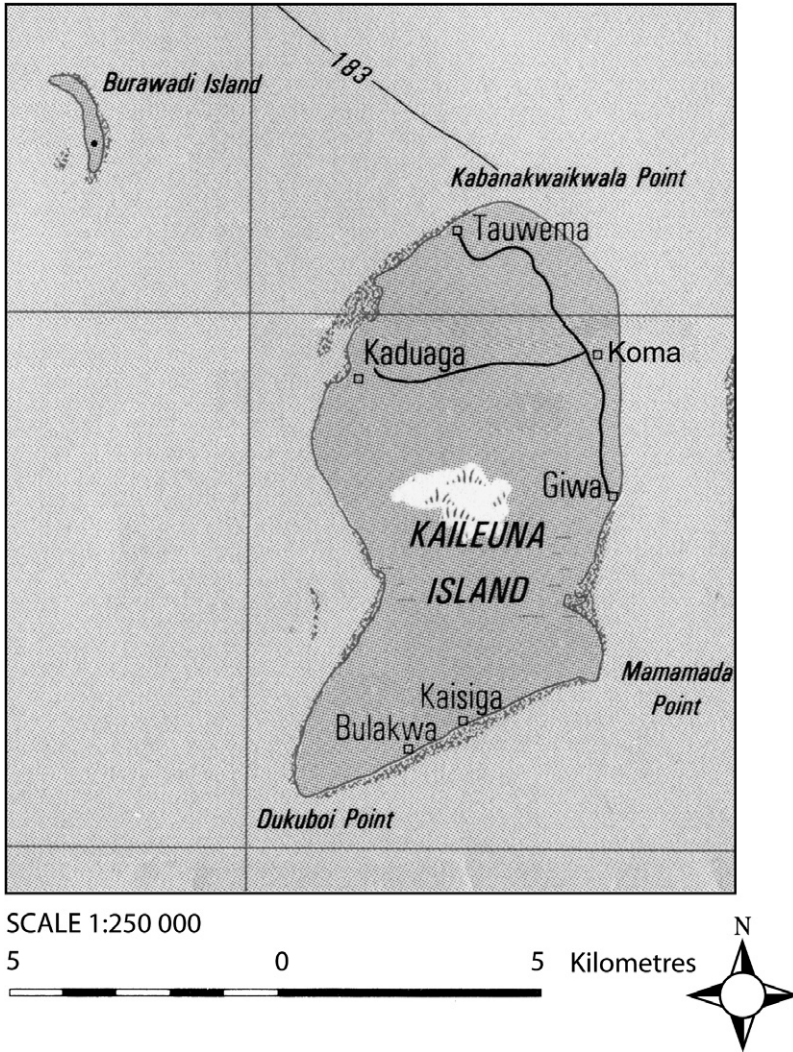 183
Burawadi Island
Kabanakwaikwala Point
Tauwema
Kaduaga
Koma
Giwa
KAILEUNA
ISLAND
Mamamada
Point
Kaisiga
Bulakwa
Dukuboi Point
SCALE 1:250 000
N
5 0 5 Kilometres